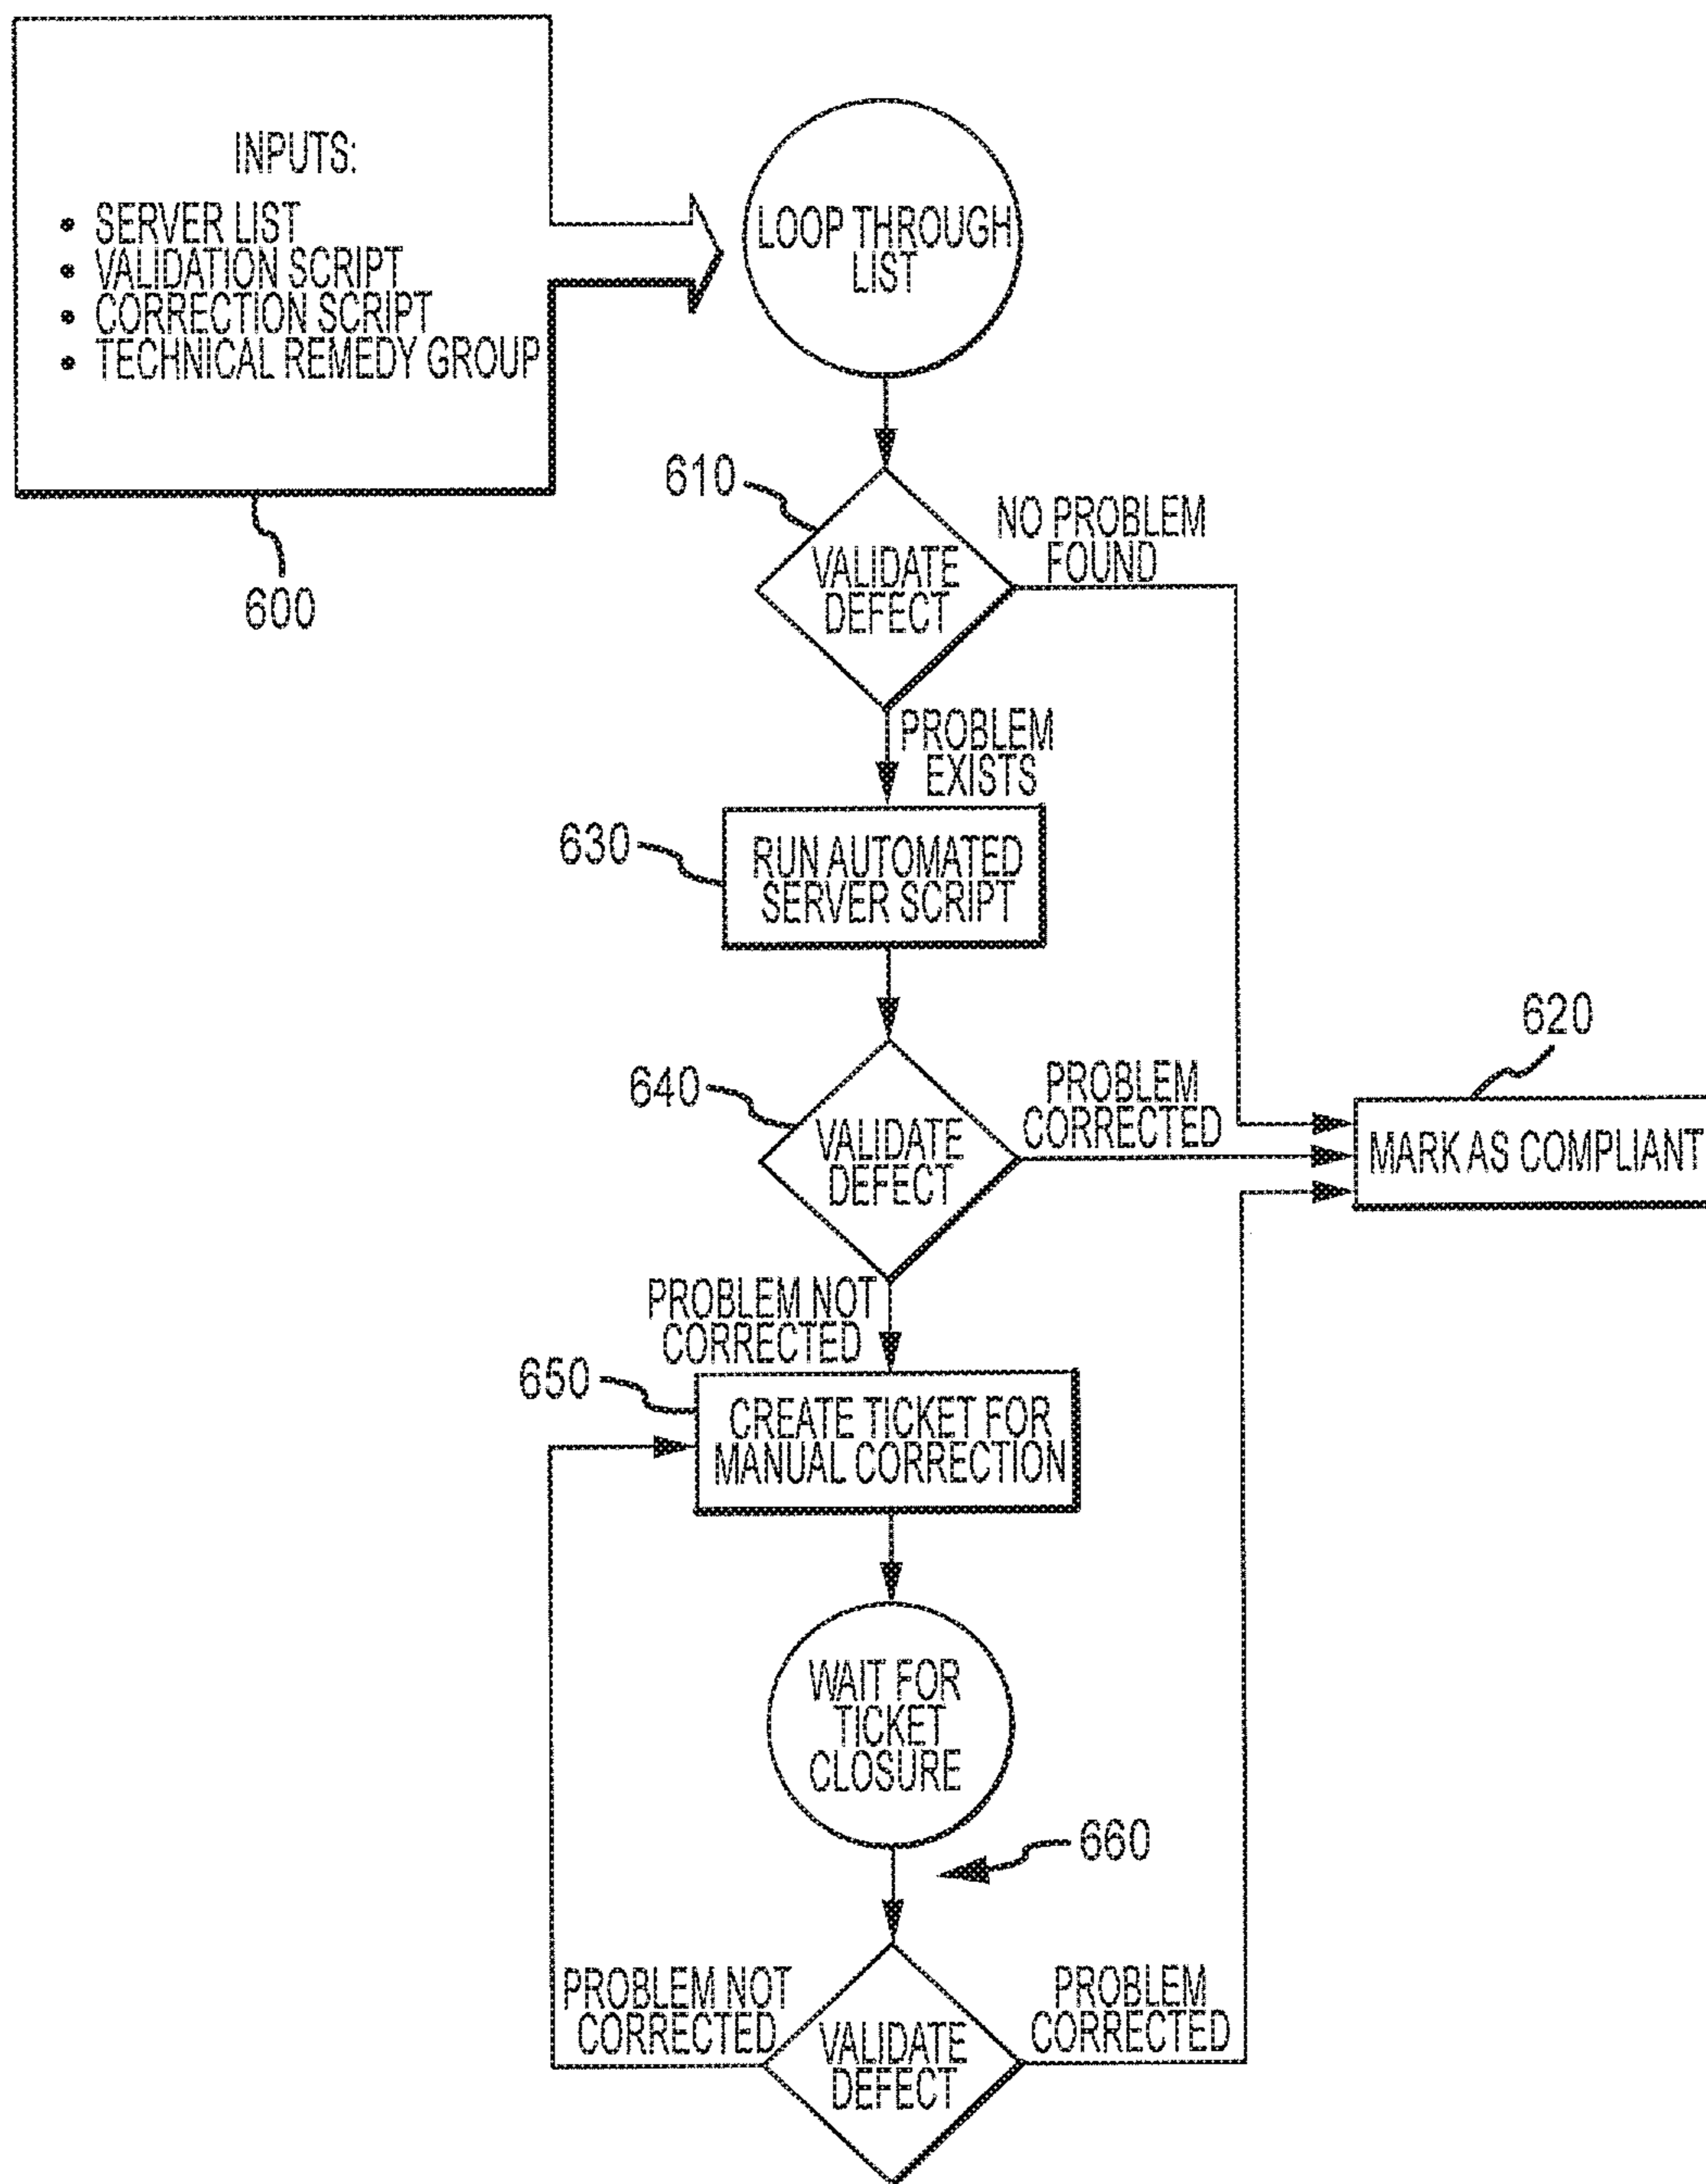 INPUTS:
• SERVER LIST
• VALIDATION SCRIPT
• CORRECTION SCRIPT
• TECHNICAL REMEDY GROUP
600
LOOP THROUGH
LIST
610
VALIDATE
DEFECT
NO PROBLEM
FOUND
PROBLEM
EXISTS
630
RUN AUTOMATED
SERVER SCRIPT
640
VALIDATE
DEFECT
PROBLEM
CORRECTED
620
MARK AS COMPLIANT
PROBLEM NOT
CORRECTED
650
CREATE TICKET FOR
MANUAL CORRECTION
WAIT FOR
TICKET
CLOSURE
660
PROBLEM NOT
CORRECTED
VALIDATE
DEFECT
PROBLEM
CORRECTED